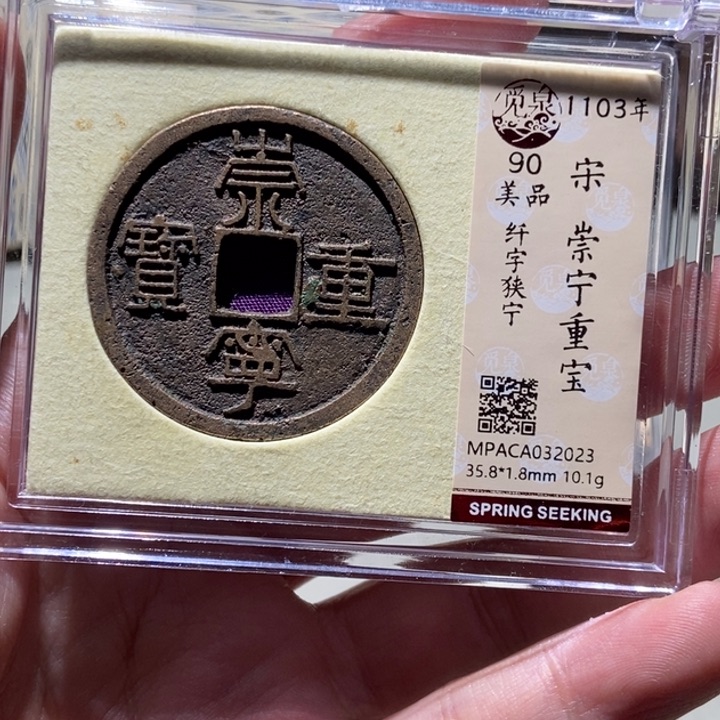 崇
寧
重
寶
觅泉
1103年
90
美品
纤字狭宁
宋 崇宁重宝
MPACA032023
35.8*1.8mm 10.1g
SPRING SEEKING